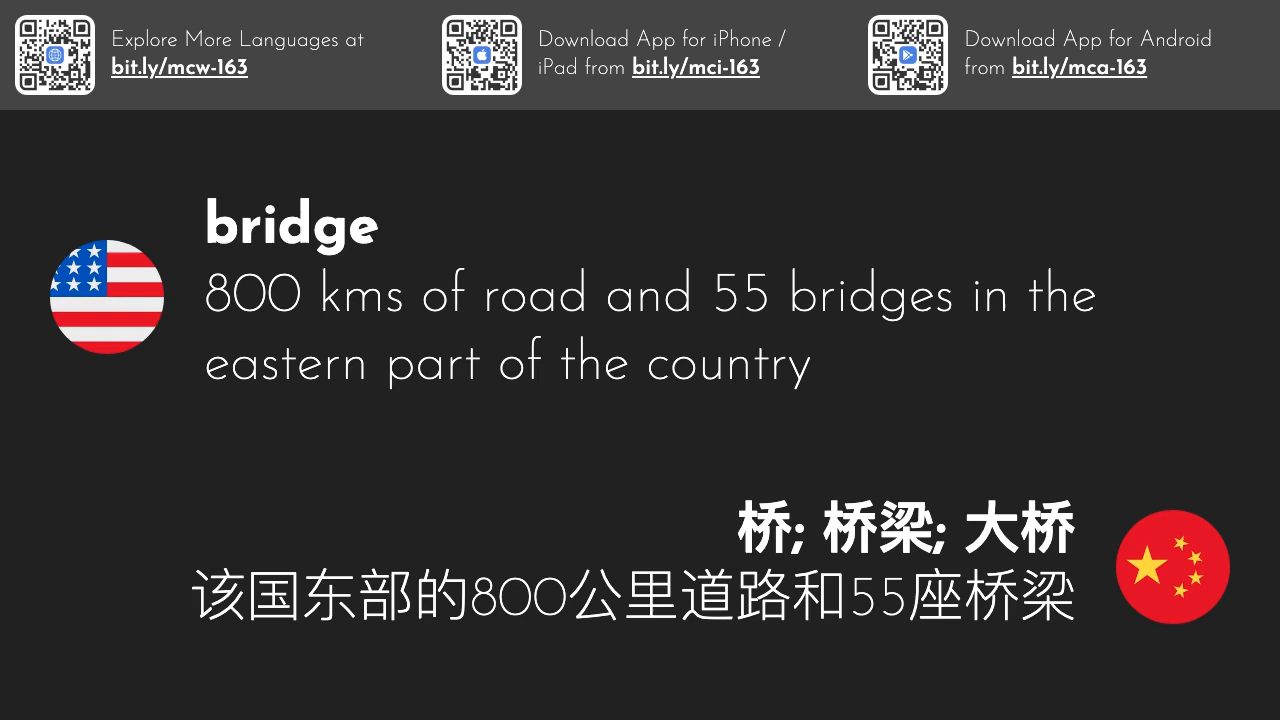 Explore More Languages at
bit.ly/mcw-163
Download App for iPhone /
iPad from bit.ly/mci-163
Download App for Android
from bit.ly/mca-163
bridge
800 kms of road and 55 bridges in the
eastern part of the country
桥; 桥梁; 大桥
该国东部的800公里道路和55座桥梁